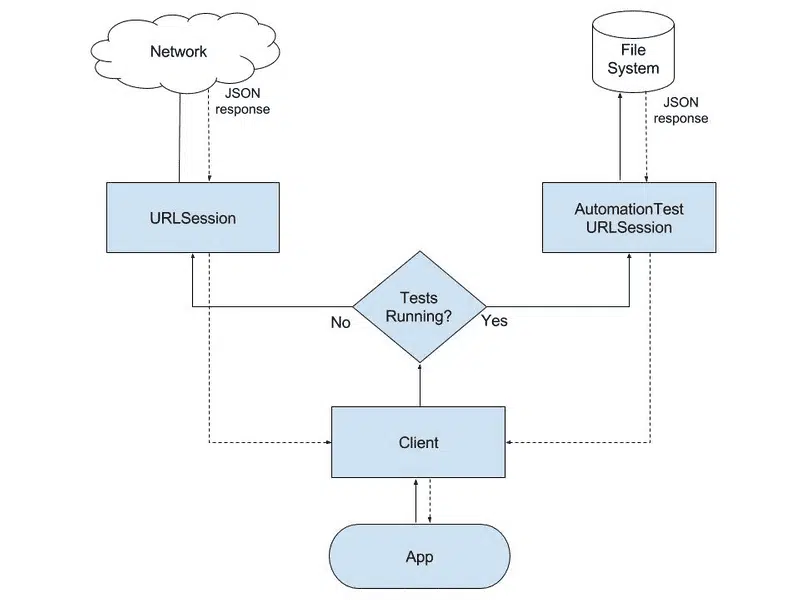 Network
File
System
JSON
response
JSON
response
URLSession
AutomationTest
URLSession
Tests
Running?
No
Yes
Client
App